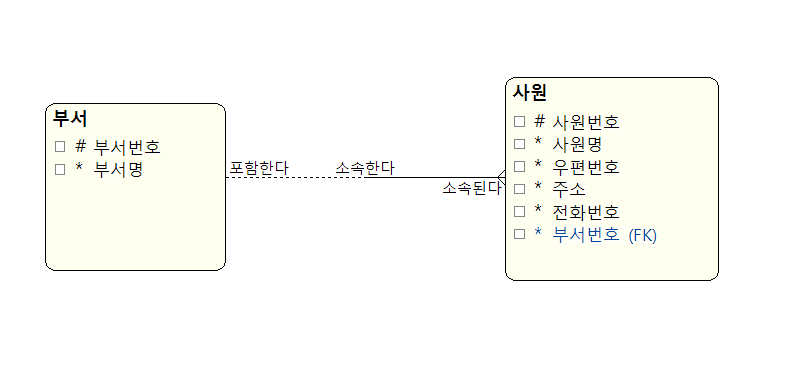 부서
# 부서번호
* 부서명
포함한다
소속한다
소속된다
사원
# 사원번호
* 사원명
* 우편번호
* 주소
* 전화번호
* 부서번호 (FK)